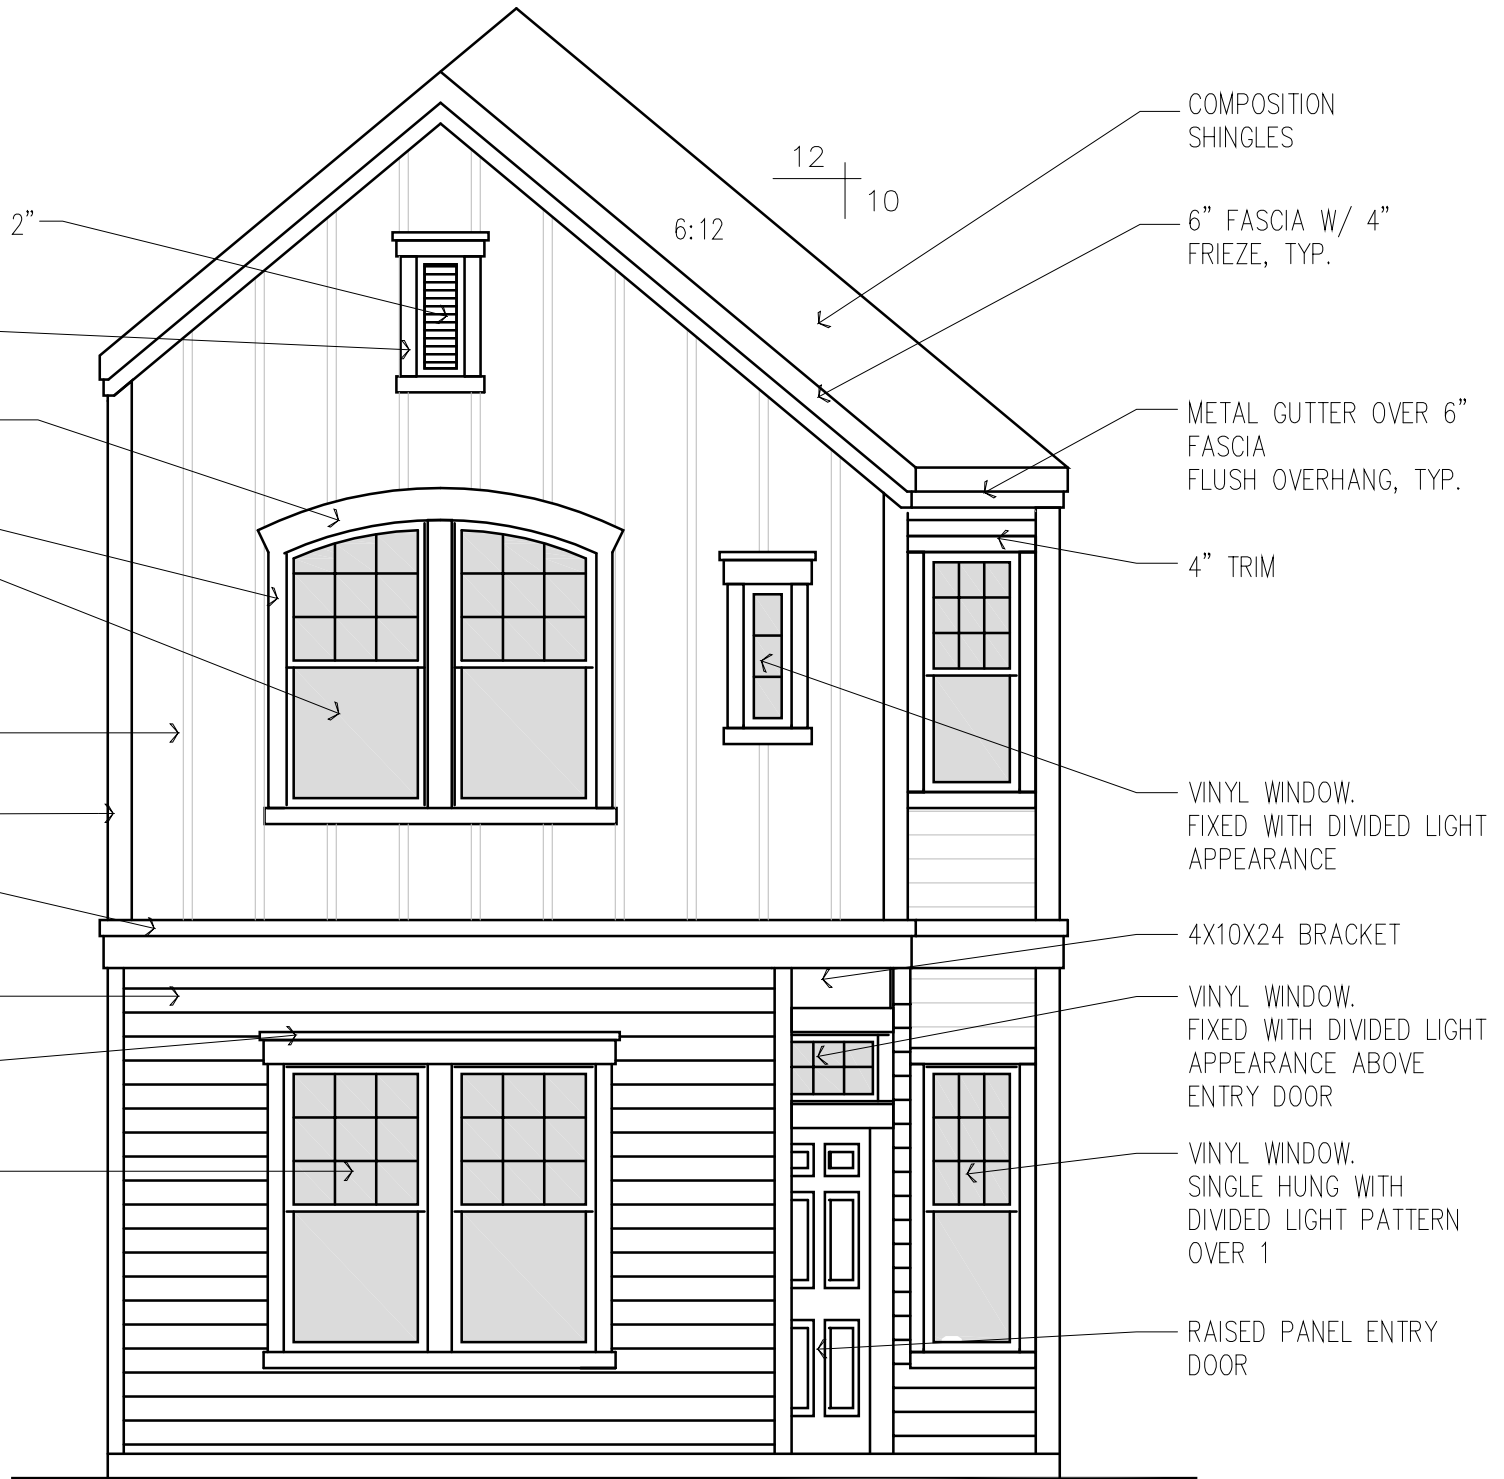 COMPOSITION
SHINGLES
12
10
6" FASCIA W/ 4"
FRIEZE, TYP.
2"
6:12
METAL GUTTER OVER 6"
FASCIA
FLUSH OVERHANG, TYP.
4" TRIM
VINYL WINDOW.
FIXED WITH DIVIDED LIGHT
APPEARANCE
4X10X24 BRACKET
VINYL WINDOW.
FIXED WITH DIVIDED LIGHT
APPEARANCE ABOVE
ENTRY DOOR
VINYL WINDOW.
SINGLE HUNG WITH
DIVIDED LIGHT PATTERN
OVER 1
RAISED PANEL ENTRY
DOOR